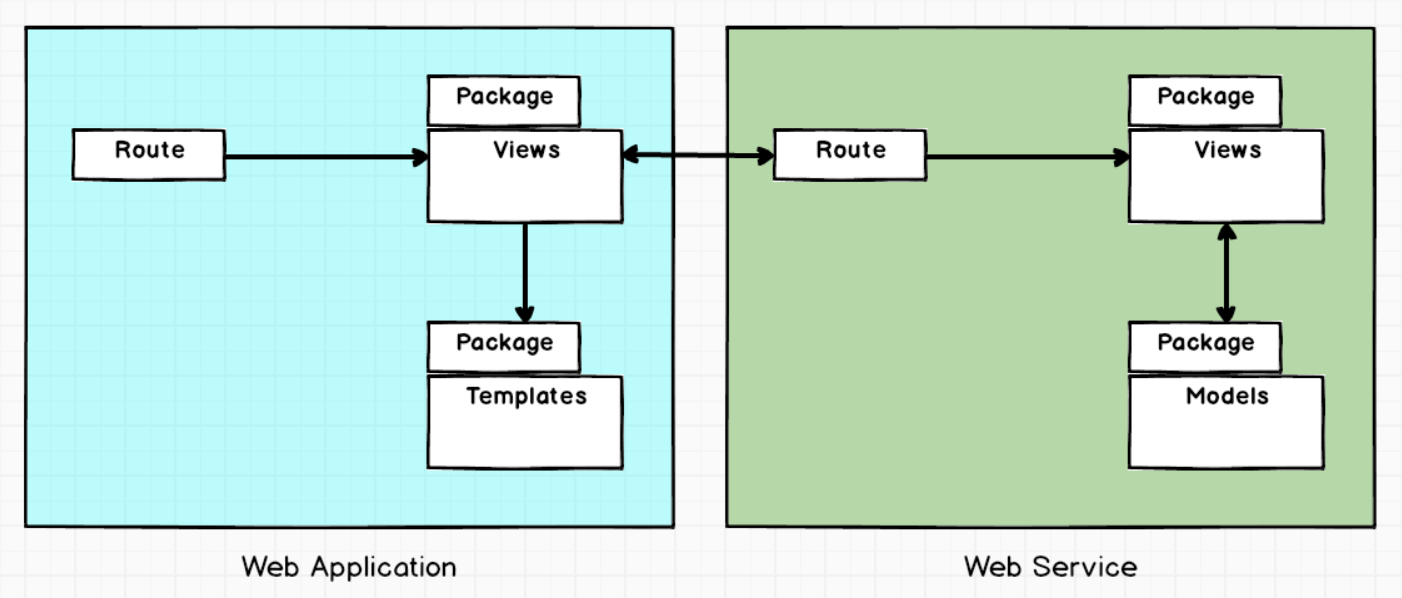 Package
Route
Views
Package
Templates
Web Application
Package
Route
Views
Package
Models
Web Service